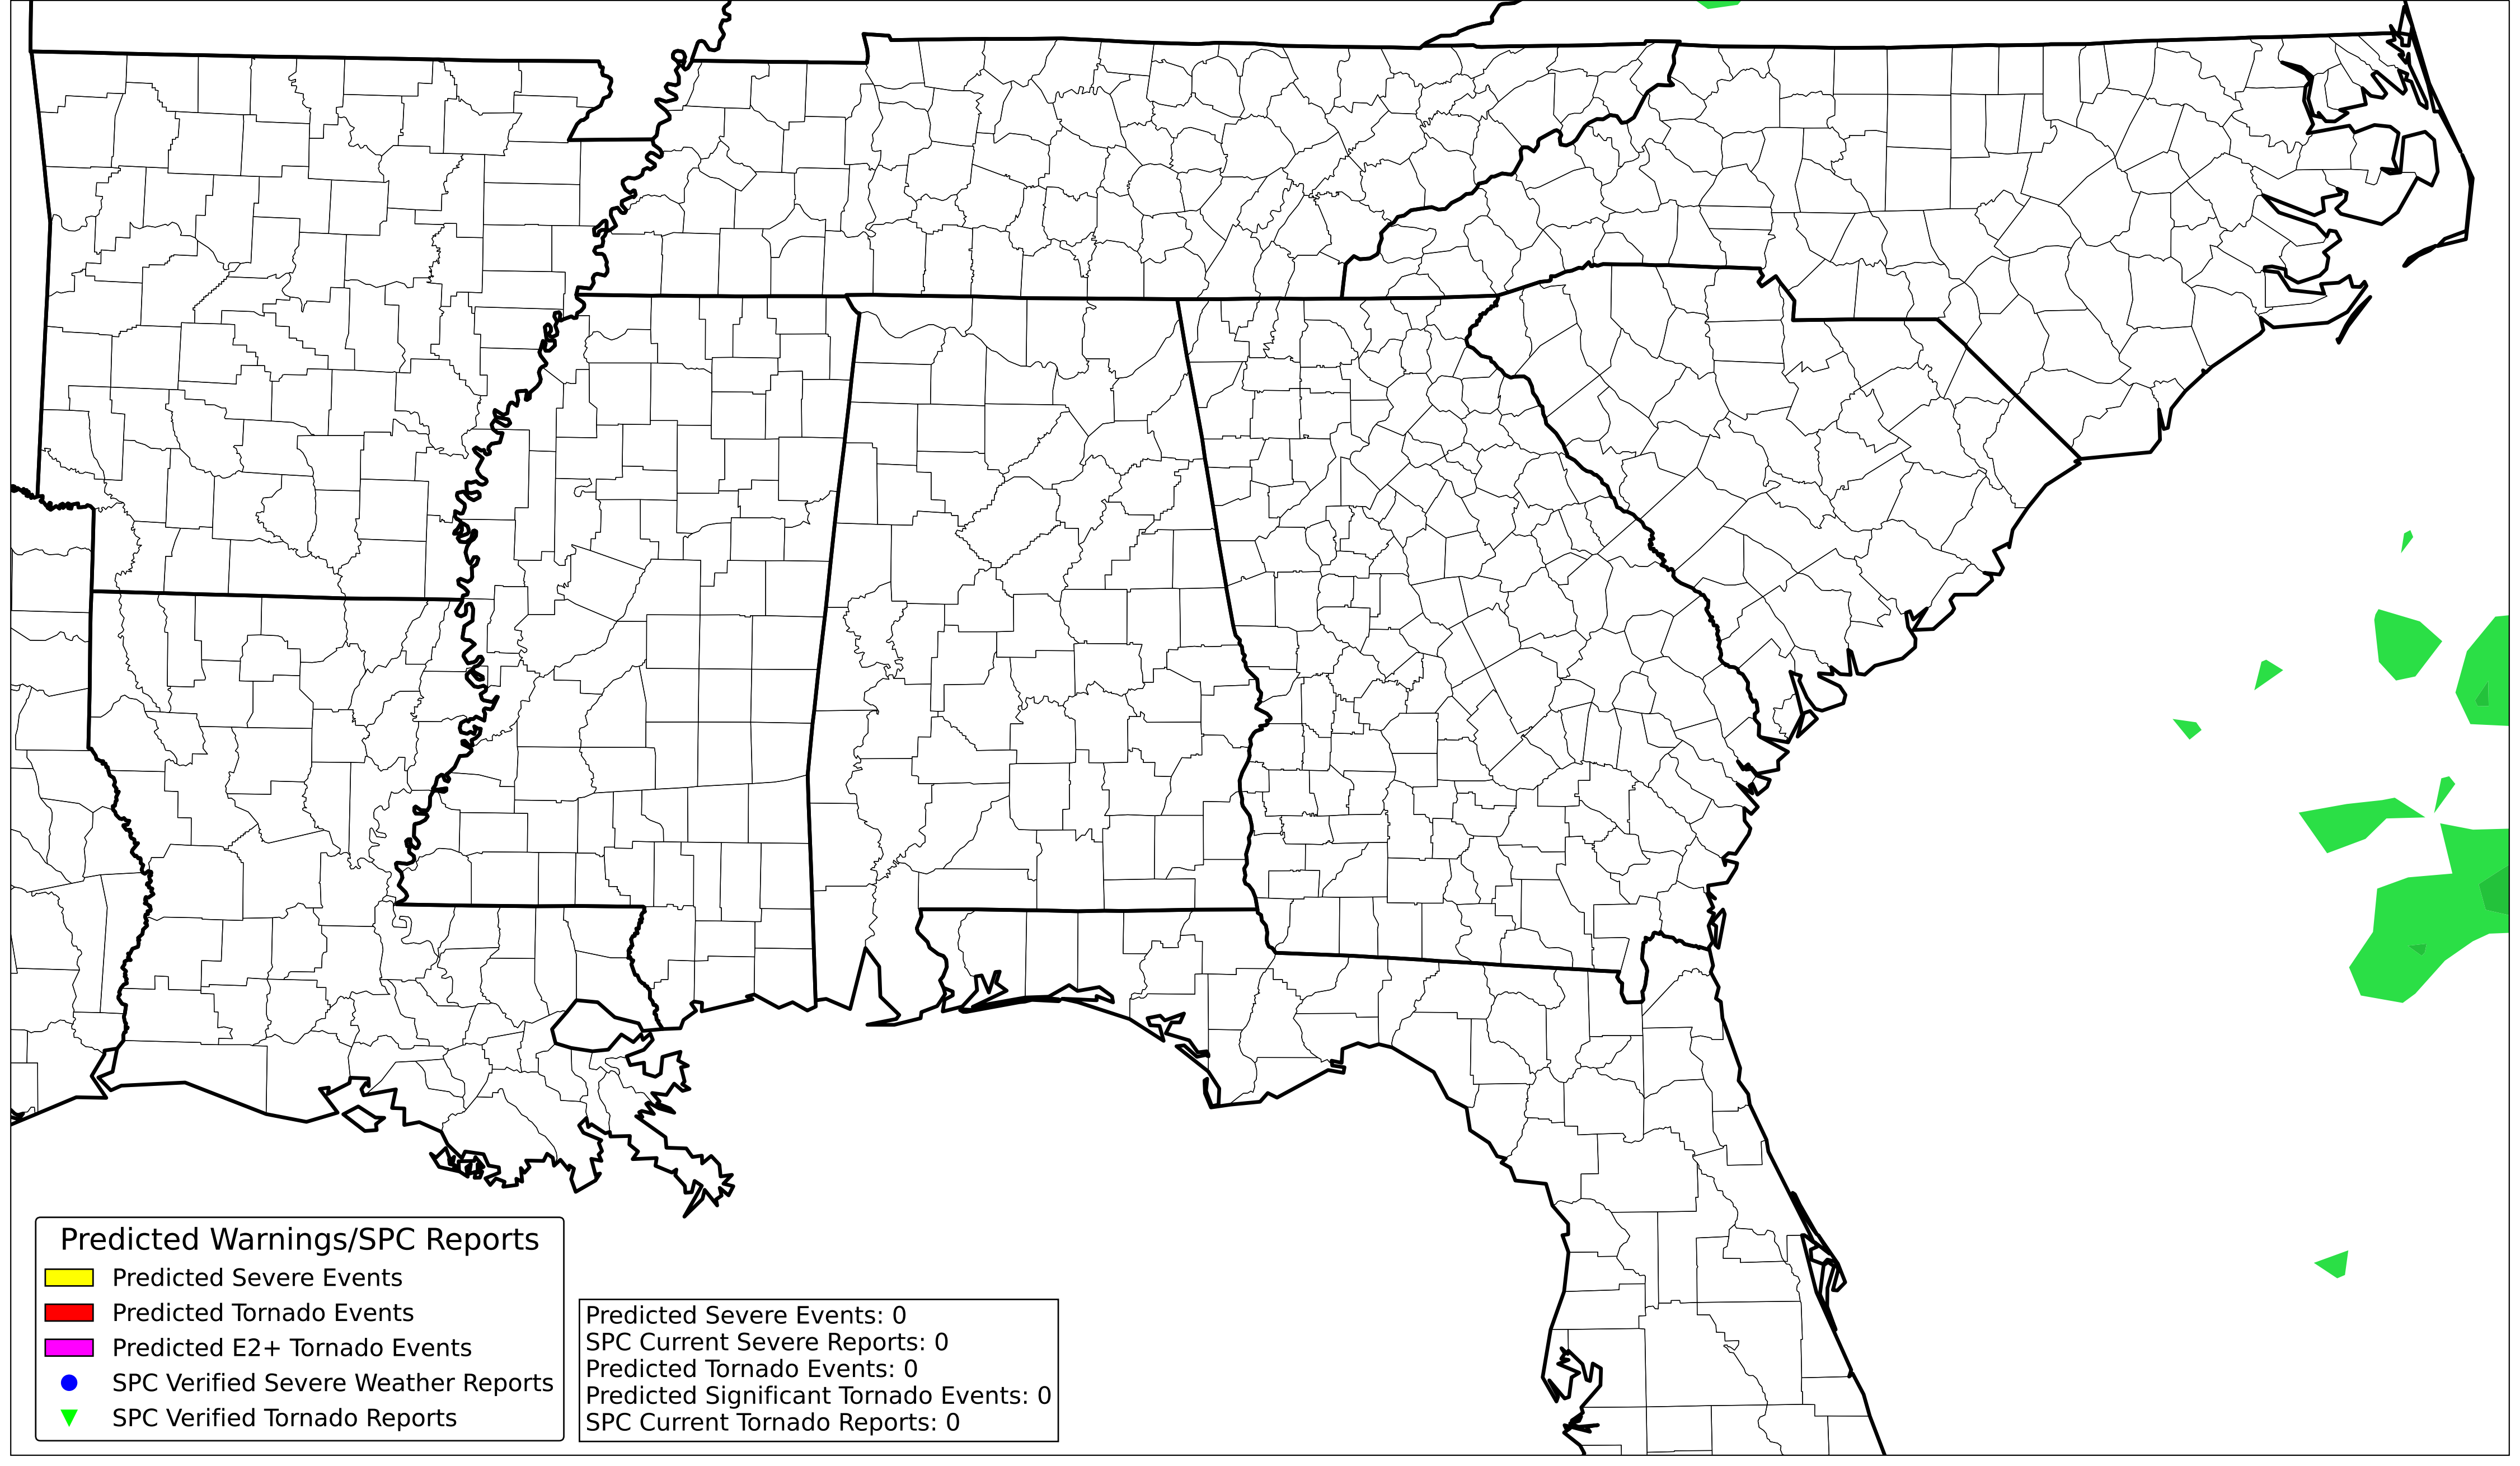 Predicted Warnings/SPC Reports
Predicted Severe Events
Predicted Tornado Events
Predicted E2+ Tornado Events
SPC Verified Severe Weather Reports
SPC Verified Tornado Reports
Predicted Severe Events: 0
SPC Current Severe Reports: 0
Predicted Tornado Events: 0
Predicted Significant Tornado Events: 0
SPC Current Tornado Reports: 0